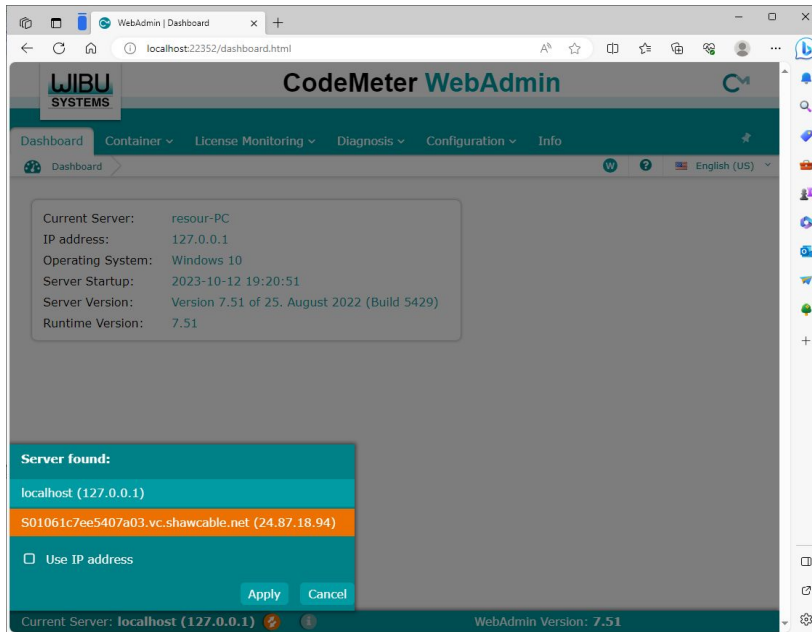 WebAdmin | Dashboard
localhost:22352/dashboard.html
WIBU
SYSTEMS
CodeMeter WebAdmin
Dashboard Container License Monitoring Diagnosis Configuration Info
Dashboard
W ? English (US)
Current Server: resour-PC
IP address: 127.0.0.1
Operating System: Windows 10
Server Startup: 2023-10-12 19:20:51
Server Version: Version 7.51 of 25. August 2022 (Build 5429)
Runtime Version: 7.51
Server found:
localhost (127.0.0.1)
S01061c7ee5407a03.vc.shawcable.net (24.87.18.94)
Use IP address
Apply Cancel
Current Server: localhost (127.0.0.1) WebAdmin Version: 7.51